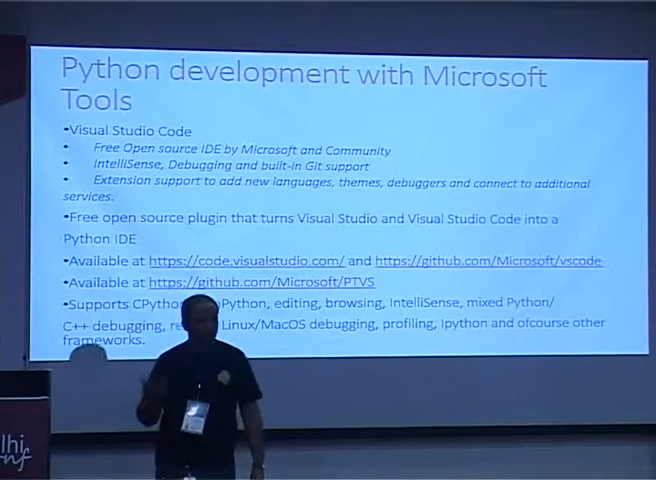 Python development with Microsoft
Tools
•Visual Studio Code
• Free Open source IDE by Microsoft and Community
• IntelliSense, Debugging and built-in Git support
• Extension support to add new languages, themes, debuggers and connect to additional
services.
•Free open source plugin that turns Visual Studio and Visual Studio Code into a
Python IDE
•Available at https://code.visualstudio.com/ and https://github.com/Microsoft/vscode
•Available at https://github.com/Microsoft/PTVS
•Supports editing, browsing, IntelliSense, mixed Python/
C++ debugging, Linux/MacOS debugging, profiling, Ipython and ofcourse other
frameworks.
lhi
nf